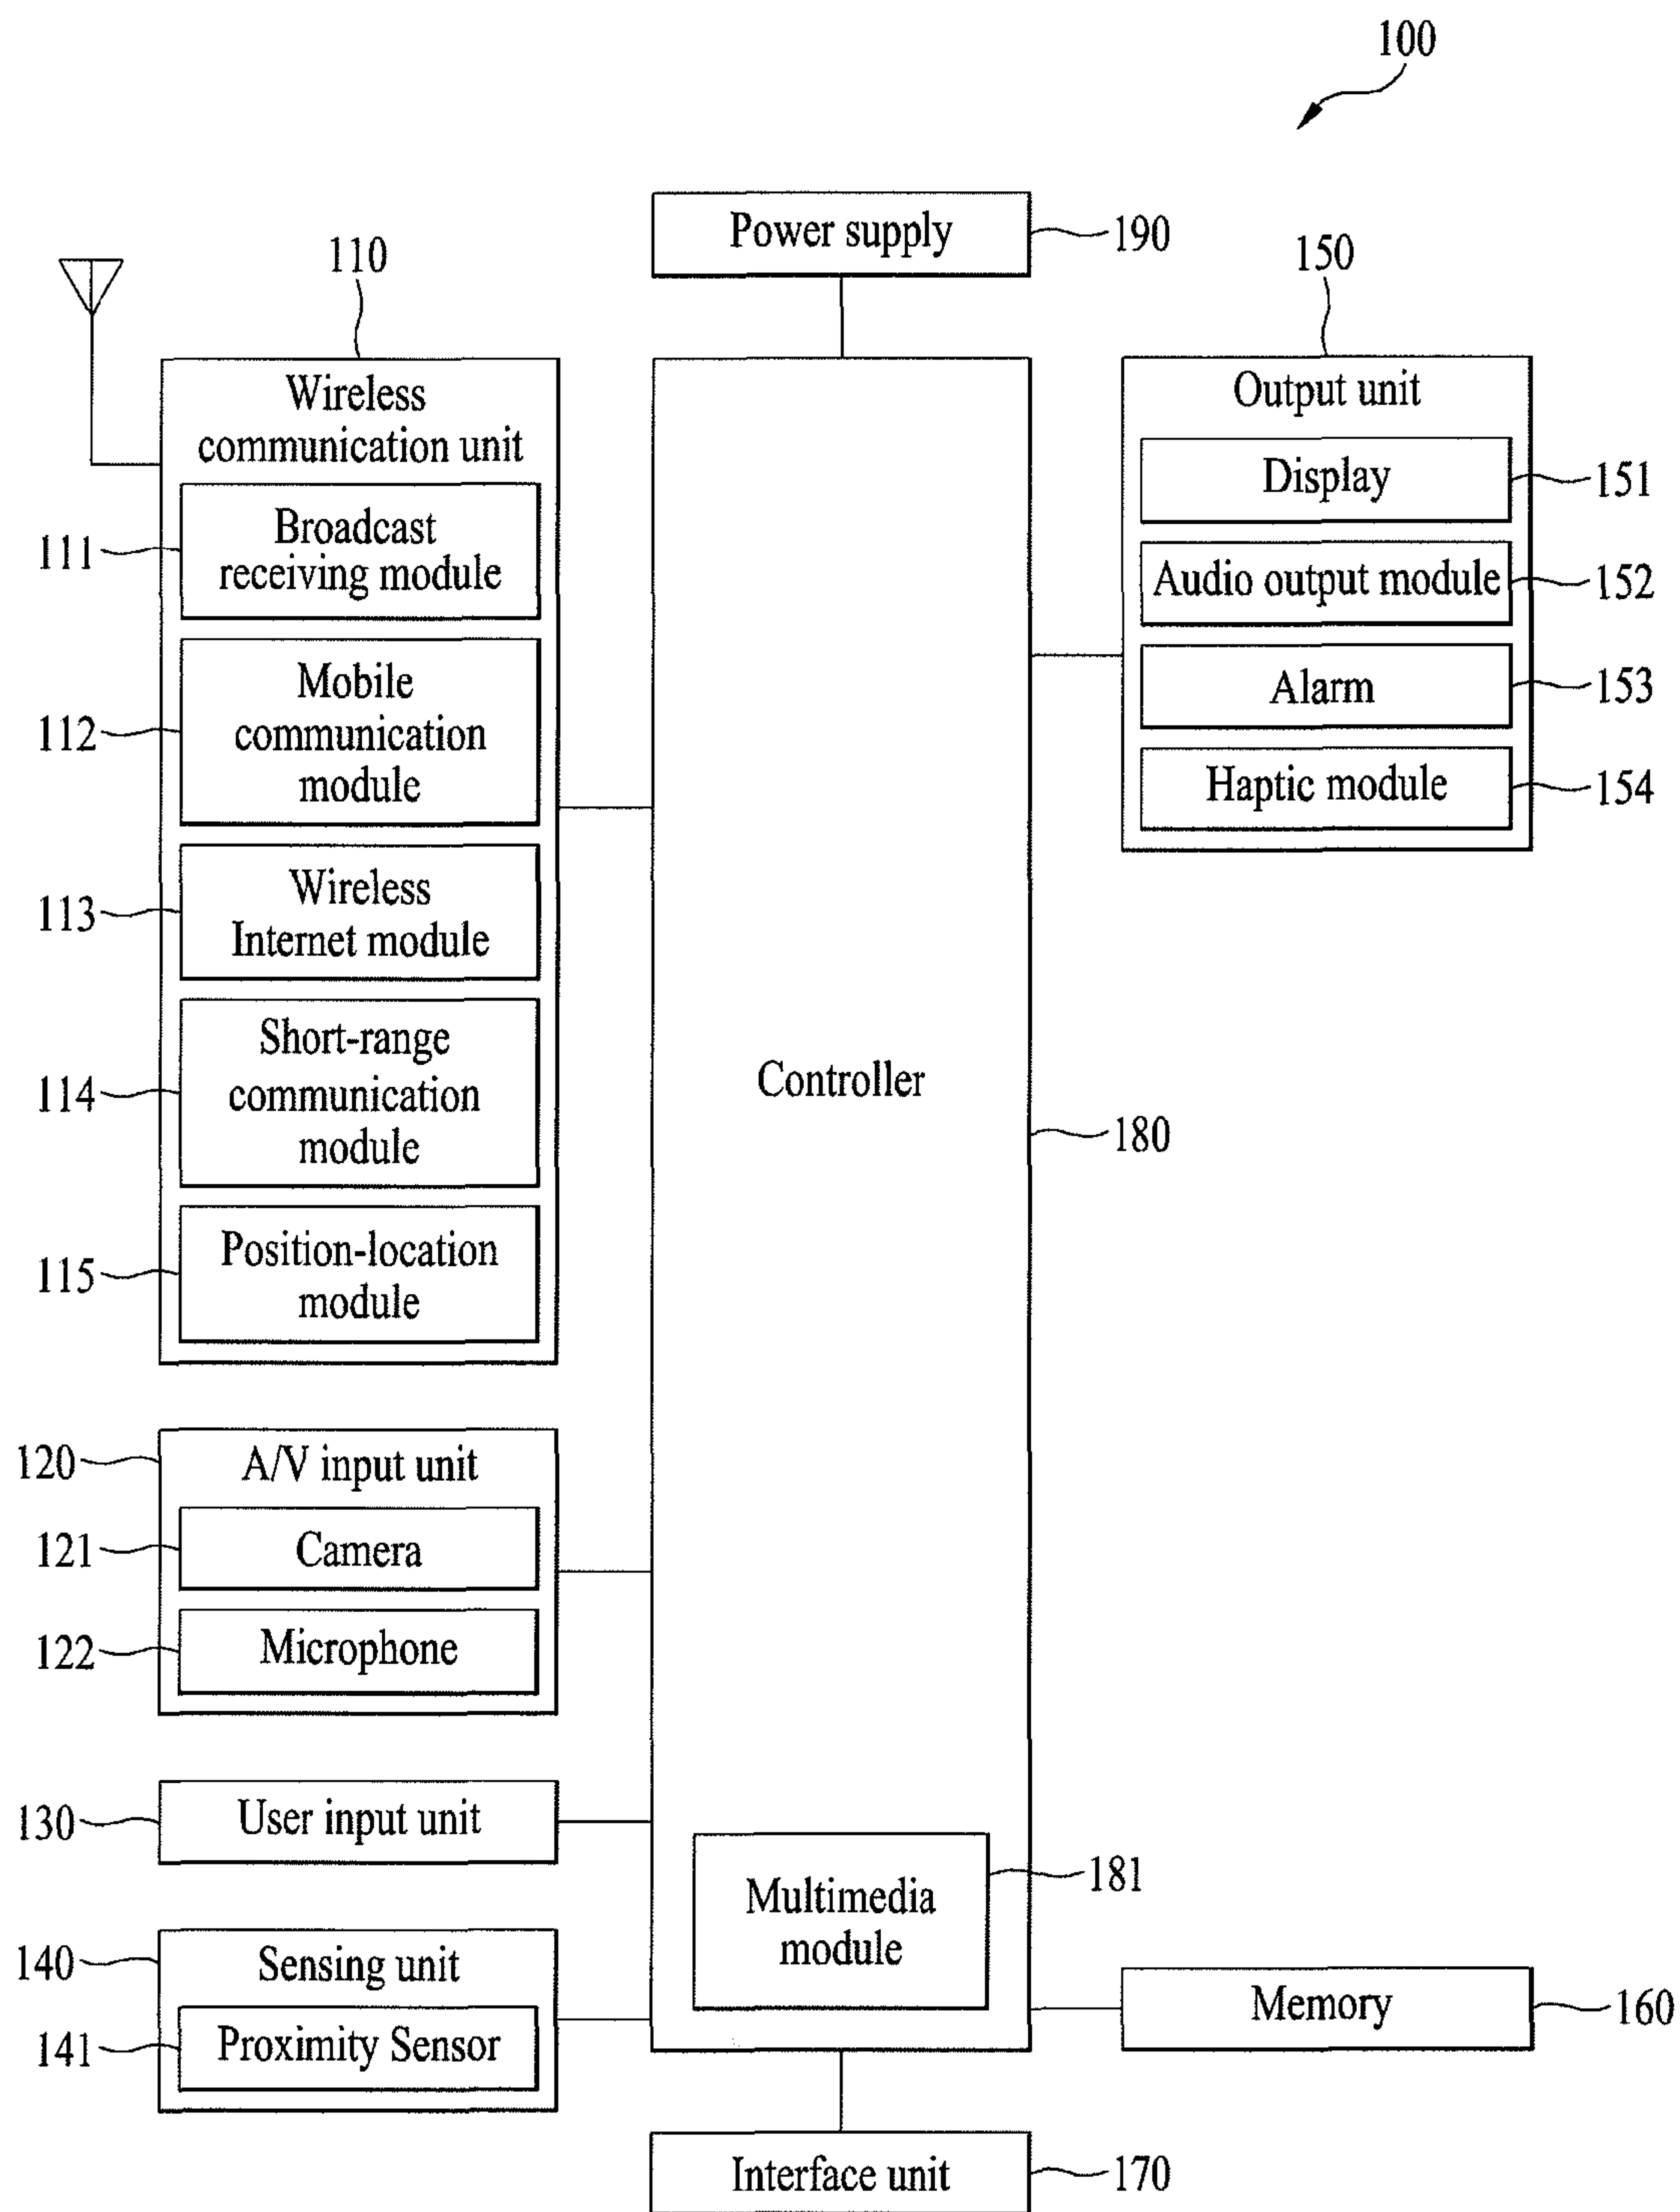 100
Power supply
190
110
150
Wireless
communication unit
Output unit
Display
151
Broadcast
receiving module
111
Audio output module
152
Mobile
communication
module
112
Alarm
153
Haptic module
154
Wireless
Internet module
113
Short-range
communication
module
114
Controller
180
Position-location
module
115
120
A/V input unit
121
Camera
122
Microphone
130
User input unit
Multimedia
module
181
140
Sensing unit
141
Proximity Sensor
Memory
160
Interface unit
170